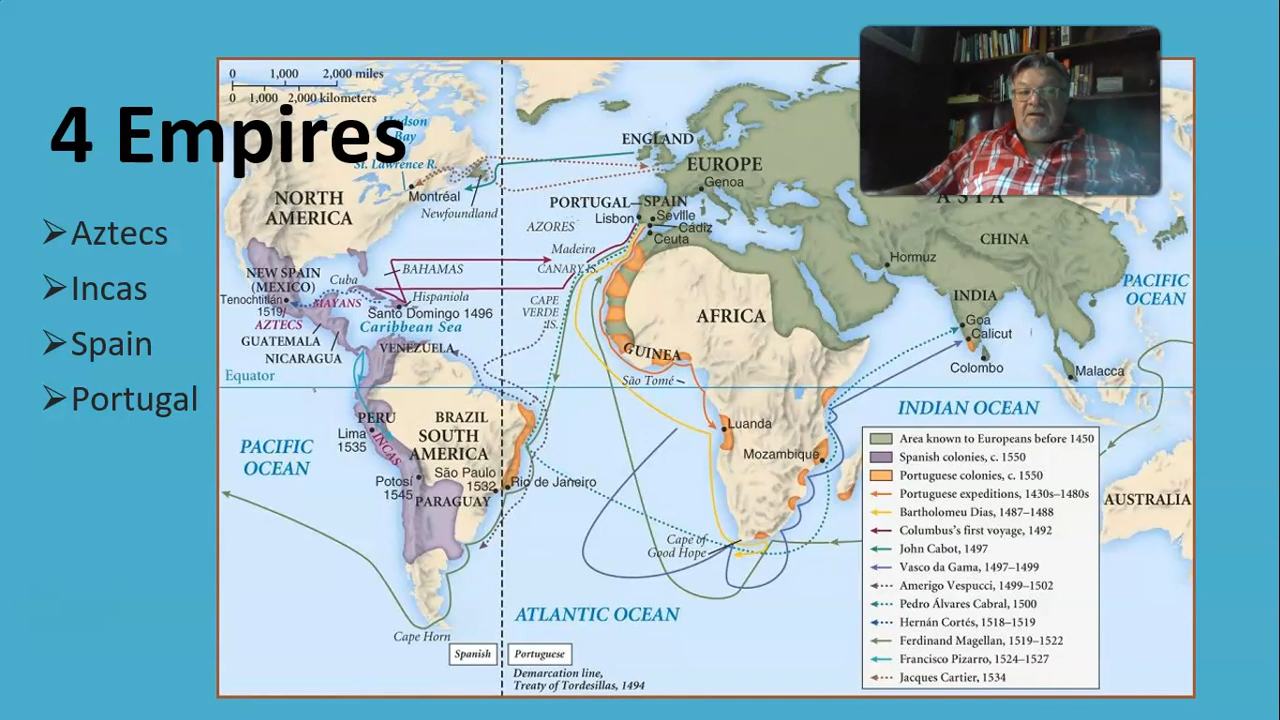 4 Empires
Aztecs
Incas
Spain
Portugal
0 1,000 2,000 miles
0 1,000 2,000 kilometers
Hudson
Bay
St. Lawrence R.
NORTH
AMERICA
Montréal
Newfoundland
ENGLAND
EUROPE
Genoa
PORTUGAL
SPAIN
Lisbon
Seville
Cádiz
Ceuta
AZORES
Madeira
CANARY IS.
CAPE
VERDE
IS.
ASIA
CHINA
Hormuz
INDIA
Goa
Calicut
Colombo
Malacca
PACIFIC
OCEAN
NEW SPAIN
(MEXICO)
Tenochtitlán
1519
AZTECS
MAYANS
Cuba
BAHAMAS
Hispaniola
Santo Domingo 1496
Caribbean Sea
GUATEMALA
NICARAGUA
VENEZUELA
AFRICA
GUINEA
São Tomé
Equator
PERU
Lima
1535
INCAS
BRAZIL
SOUTH
AMERICA
São Paulo
1532
Rio de Janeiro
Potosí
1545
PARAGUAY
PACIFIC
OCEAN
Luanda
Mozambique
Cape of
Good Hope
INDIAN OCEAN
AUSTRALIA
ATLANTIC OCEAN
Cape Horn
Spanish
Portuguese
Demarcation line,
Treaty of Tordesillas, 1494
Area known to Europeans before 1450
Spanish colonies, c. 1550
Portuguese colonies, c. 1550
Portuguese expeditions, 1430s–1480s
Bartholomeu Dias, 1487–1488
Columbus's first voyage, 1492
John Cabot, 1497
Vasco da Gama, 1497–1499
Amerigo Vespucci, 1499–1502
Pedro Álvares Cabral, 1500
Hernán Cortés, 1518–1519
Ferdinand Magellan, 1519–1522
Francisco Pizarro, 1524–1527
Jacques Cartier, 1534